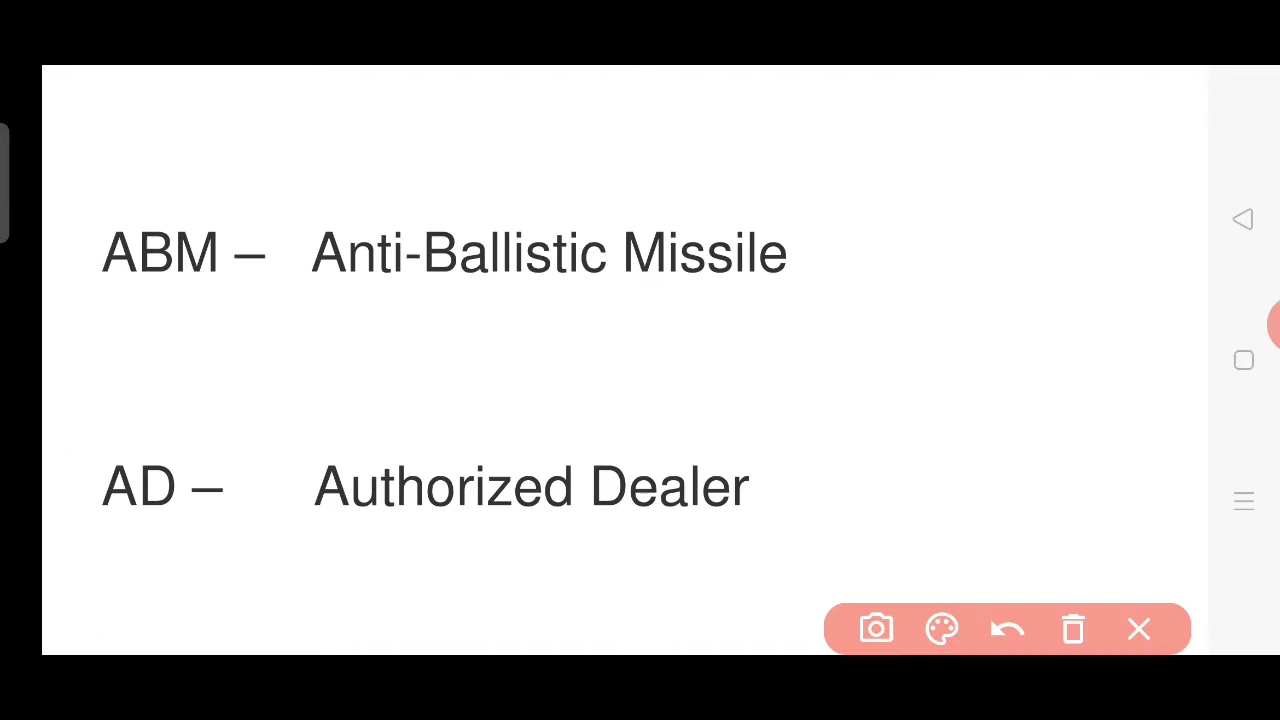 ABM – Anti-Ballistic Missile
AD – Authorized Dealer